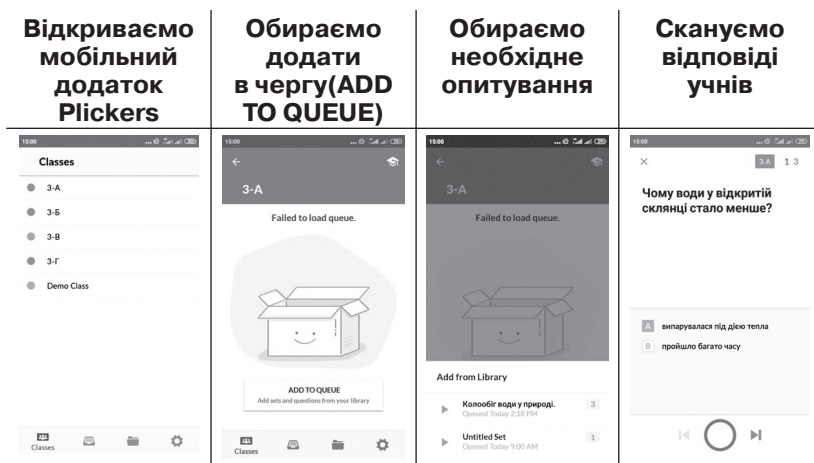 Відкриваємо
мобільний
додаток
Plickers
Обираємо
додати
в чергу(ADD
TO QUEUE)
Обираємо
необхідне
опитування
Скануємо
відповіді
учнів
15:00
Classes
3-А
3-Б
3-В
3-Г
Demo Class
Classes
15:00
3-А
Failed to load queue.
ADD TO QUEUE
Add sets and questions from your library
Classes
15:00
3-А
Failed to load queue.
Add from Library
Колообіг води у природі. 3
Queued Today 2:18 PM
Untitled Set 1
Opened Today 9:00 AM
15:00
3-А 1 3
Чому води у відкритій
склянці стало менше?
A випарувалася під дією тепла
B пройшло багато часу